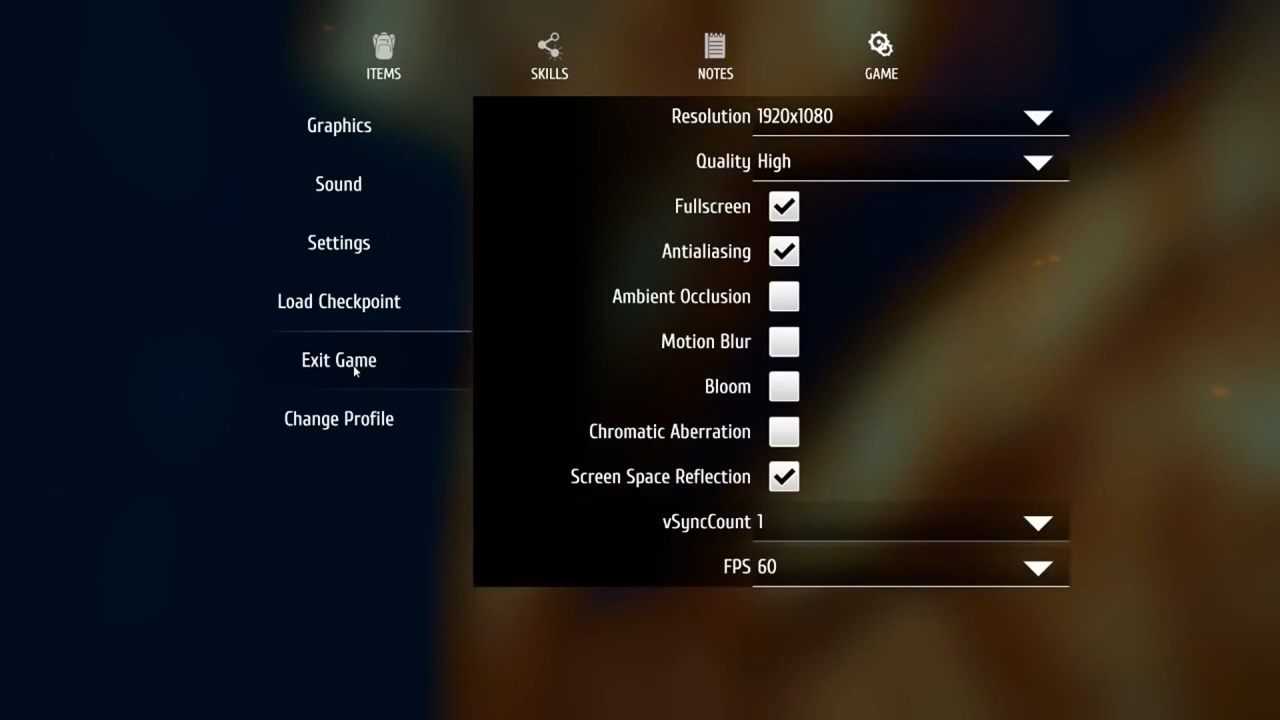 ITEMS
SKILLS
NOTES
GAME
Graphics
Sound
Settings
Load Checkpoint
Exit Game
Change Profile
Resolution 1920x1080
Quality High
Fullscreen
Antialiasing
Ambient Occlusion
Motion Blur
Bloom
Chromatic Aberration
Screen Space Reflection
vSyncCount 1
FPS 60